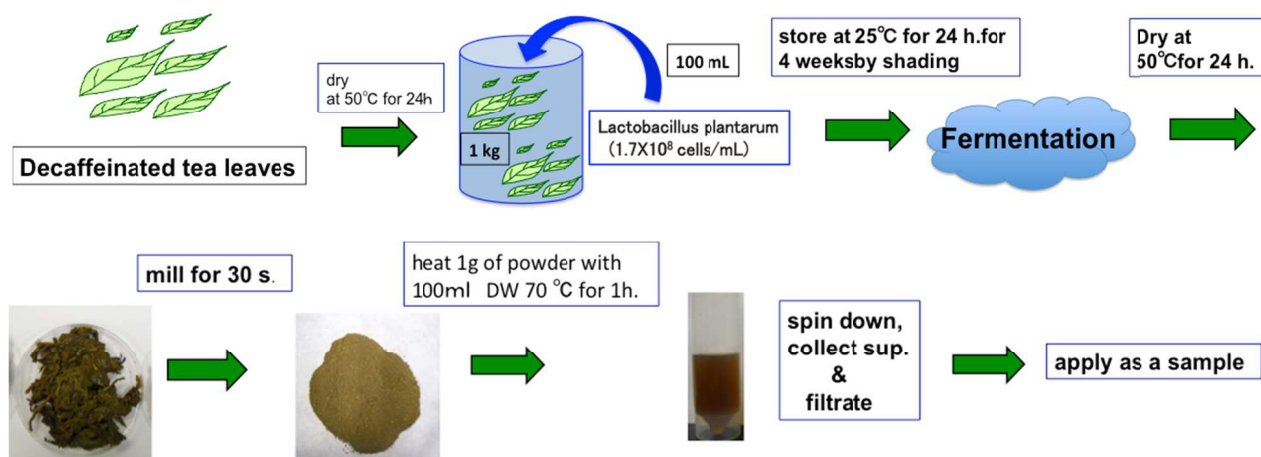 Decaffeinated tea leaves
dry
at 50℃ for 24h
1 kg
100 mL
Lactobacillus plantarum
(1.7X10⁸ cells/mL)
store at 25℃ for 24 h.for
4 weeksby shading
Fermentation
Dry at
50℃for 24 h.
mill for 30 s.
heat 1g of powder with
100ml DW 70 ℃ for 1h.
spin down,
collect sup.
&
filtrate
apply as a sample